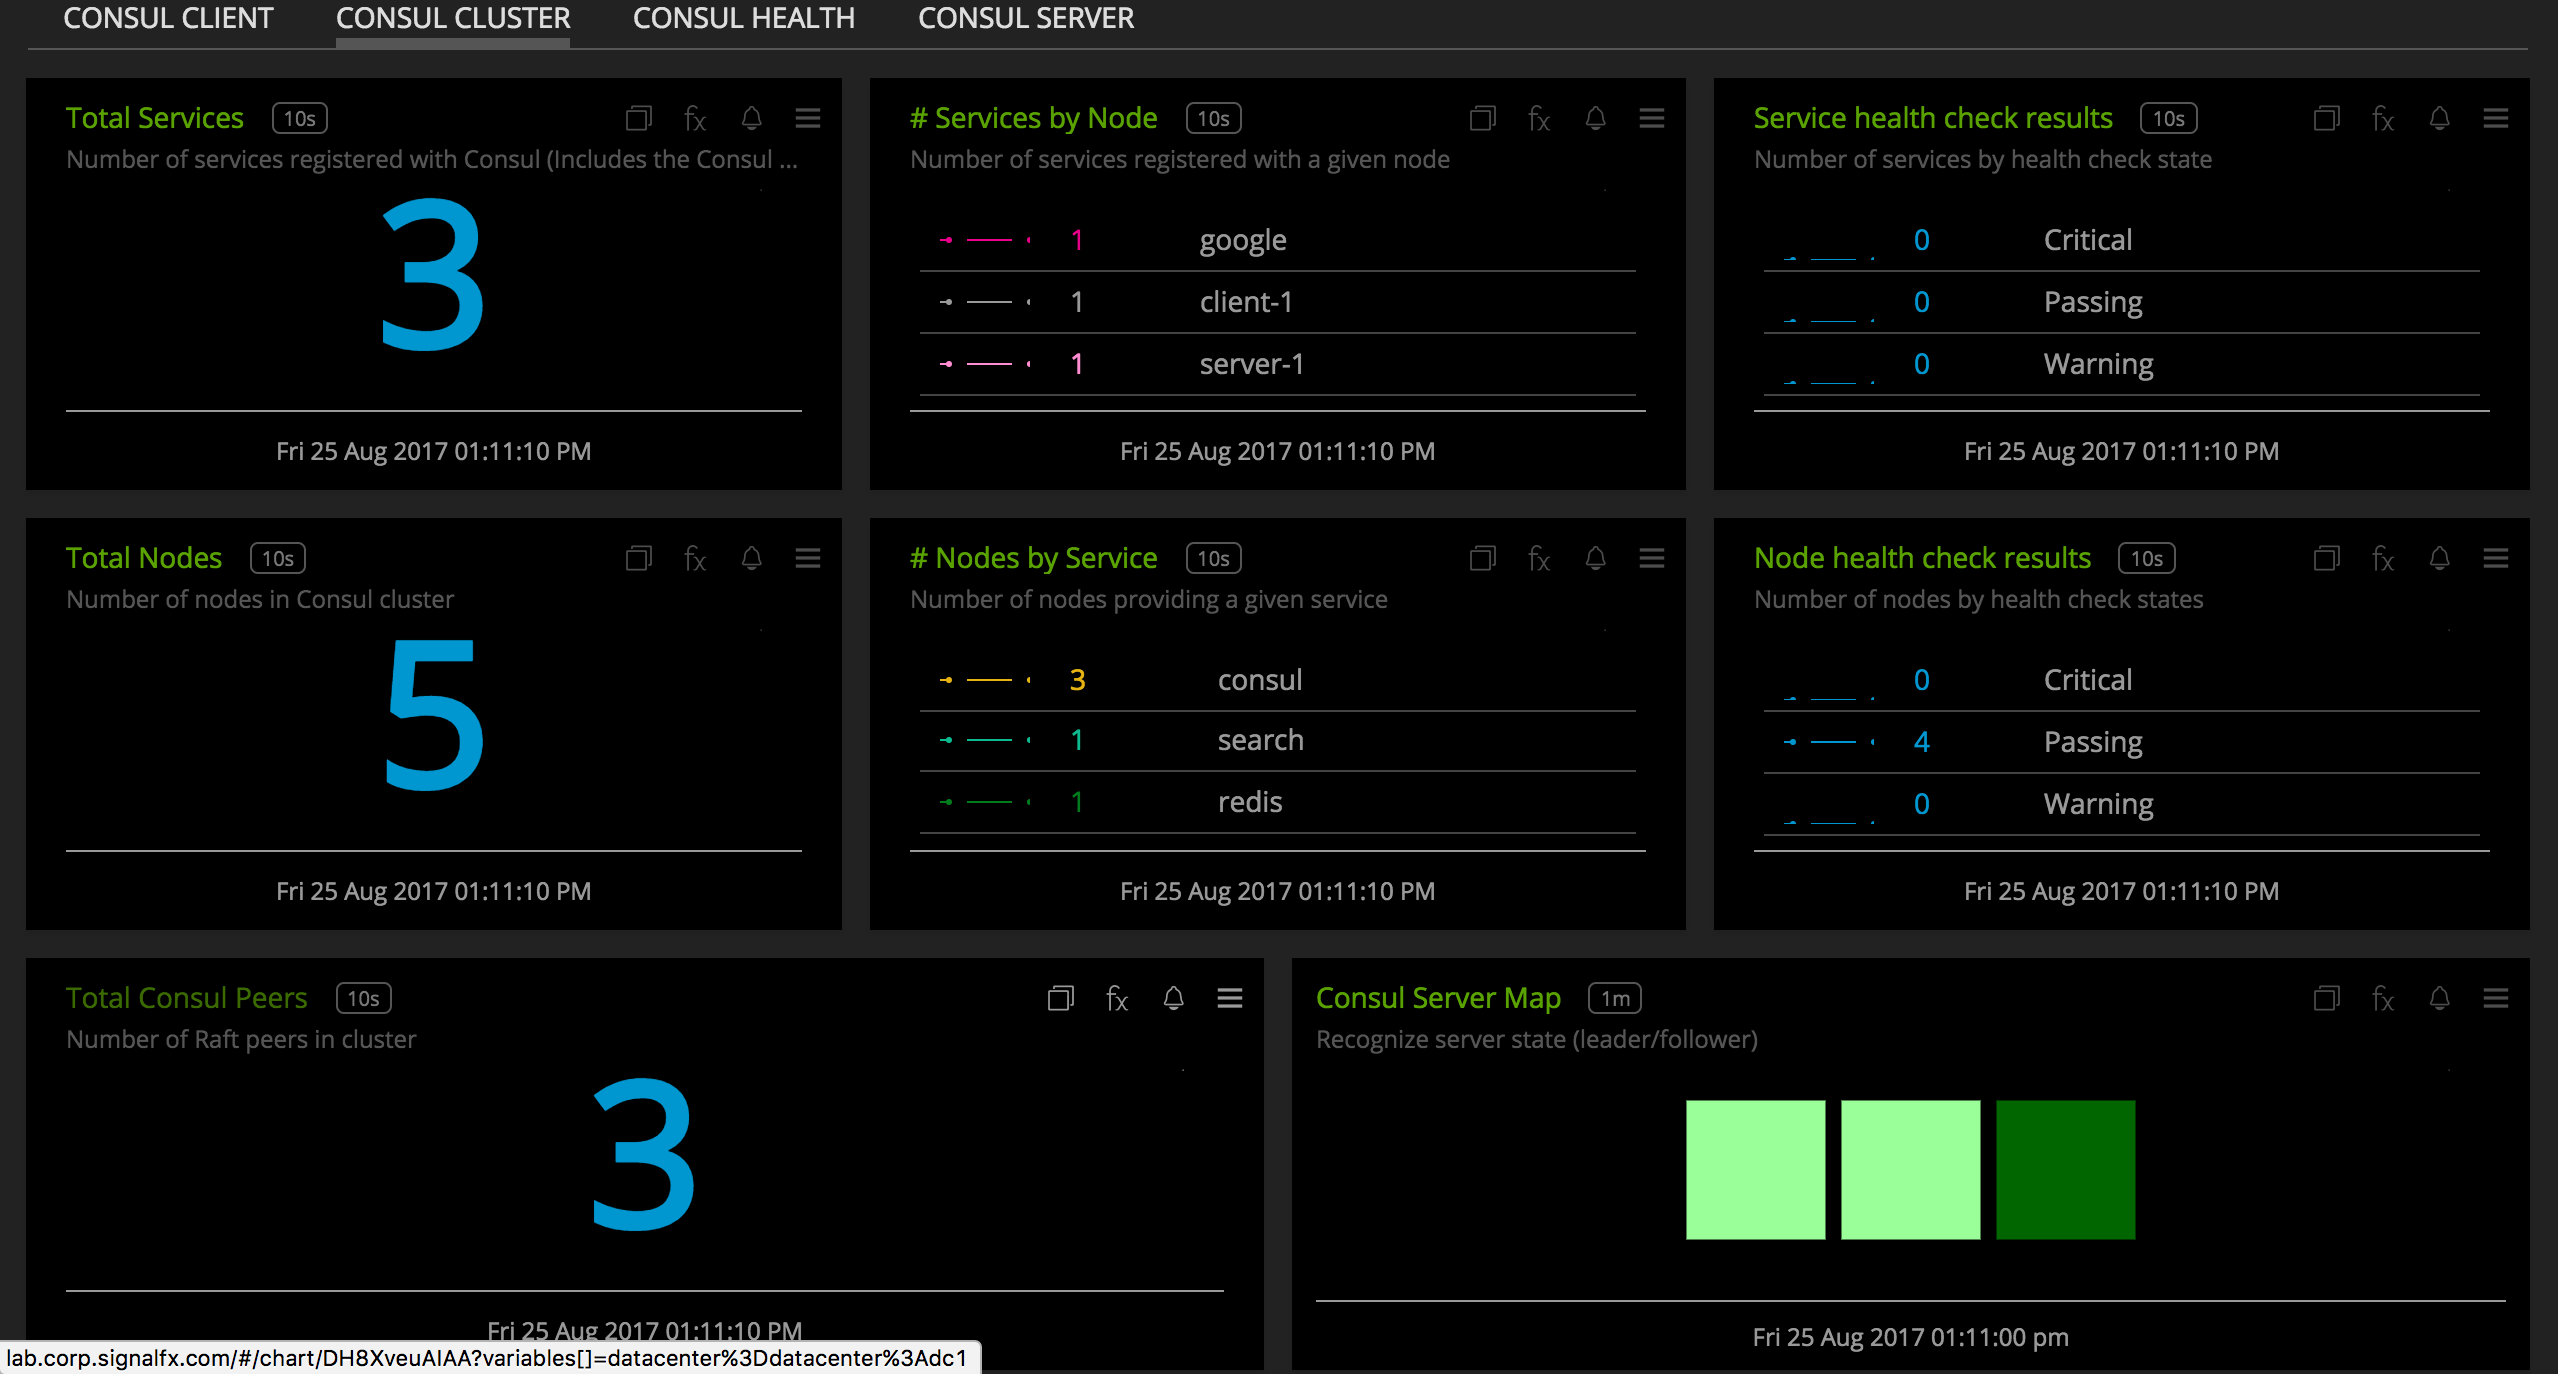 CONSUL CLIENT CONSUL CLUSTER CONSUL HEALTH CONSUL SERVER
Total Services 10s fx
Number of services registered with Consul (Includes the Consul ...
3
Fri 25 Aug 2017 01:11:10 PM
# Services by Node 10s fx
Number of services registered with a given node
1 google
1 client-1
1 server-1
Fri 25 Aug 2017 01:11:10 PM
Service health check results 10s fx
Number of services by health check state
0 Critical
0 Passing
0 Warning
Fri 25 Aug 2017 01:11:10 PM
Total Nodes 10s fx
Number of nodes in Consul cluster
5
Fri 25 Aug 2017 01:11:10 PM
# Nodes by Service 10s fx
Number of nodes providing a given service
3 consul
1 search
1 redis
Fri 25 Aug 2017 01:11:10 PM
Node health check results 10s fx
Number of nodes by health check states
0 Critical
4 Passing
0 Warning
Fri 25 Aug 2017 01:11:10 PM
Total Consul Peers 10s fx
Number of Raft peers in cluster
3
Fri 25 Aug 2017 01:11:10 PM
Consul Server Map 1m fx
Recognize server state (leader/follower)
Fri 25 Aug 2017 01:11:00 pm
lab.corp.signalfx.com/#/chart/DH8XveuAIAA?variables[]=datacenter%3Ddatacenter%3Adc1